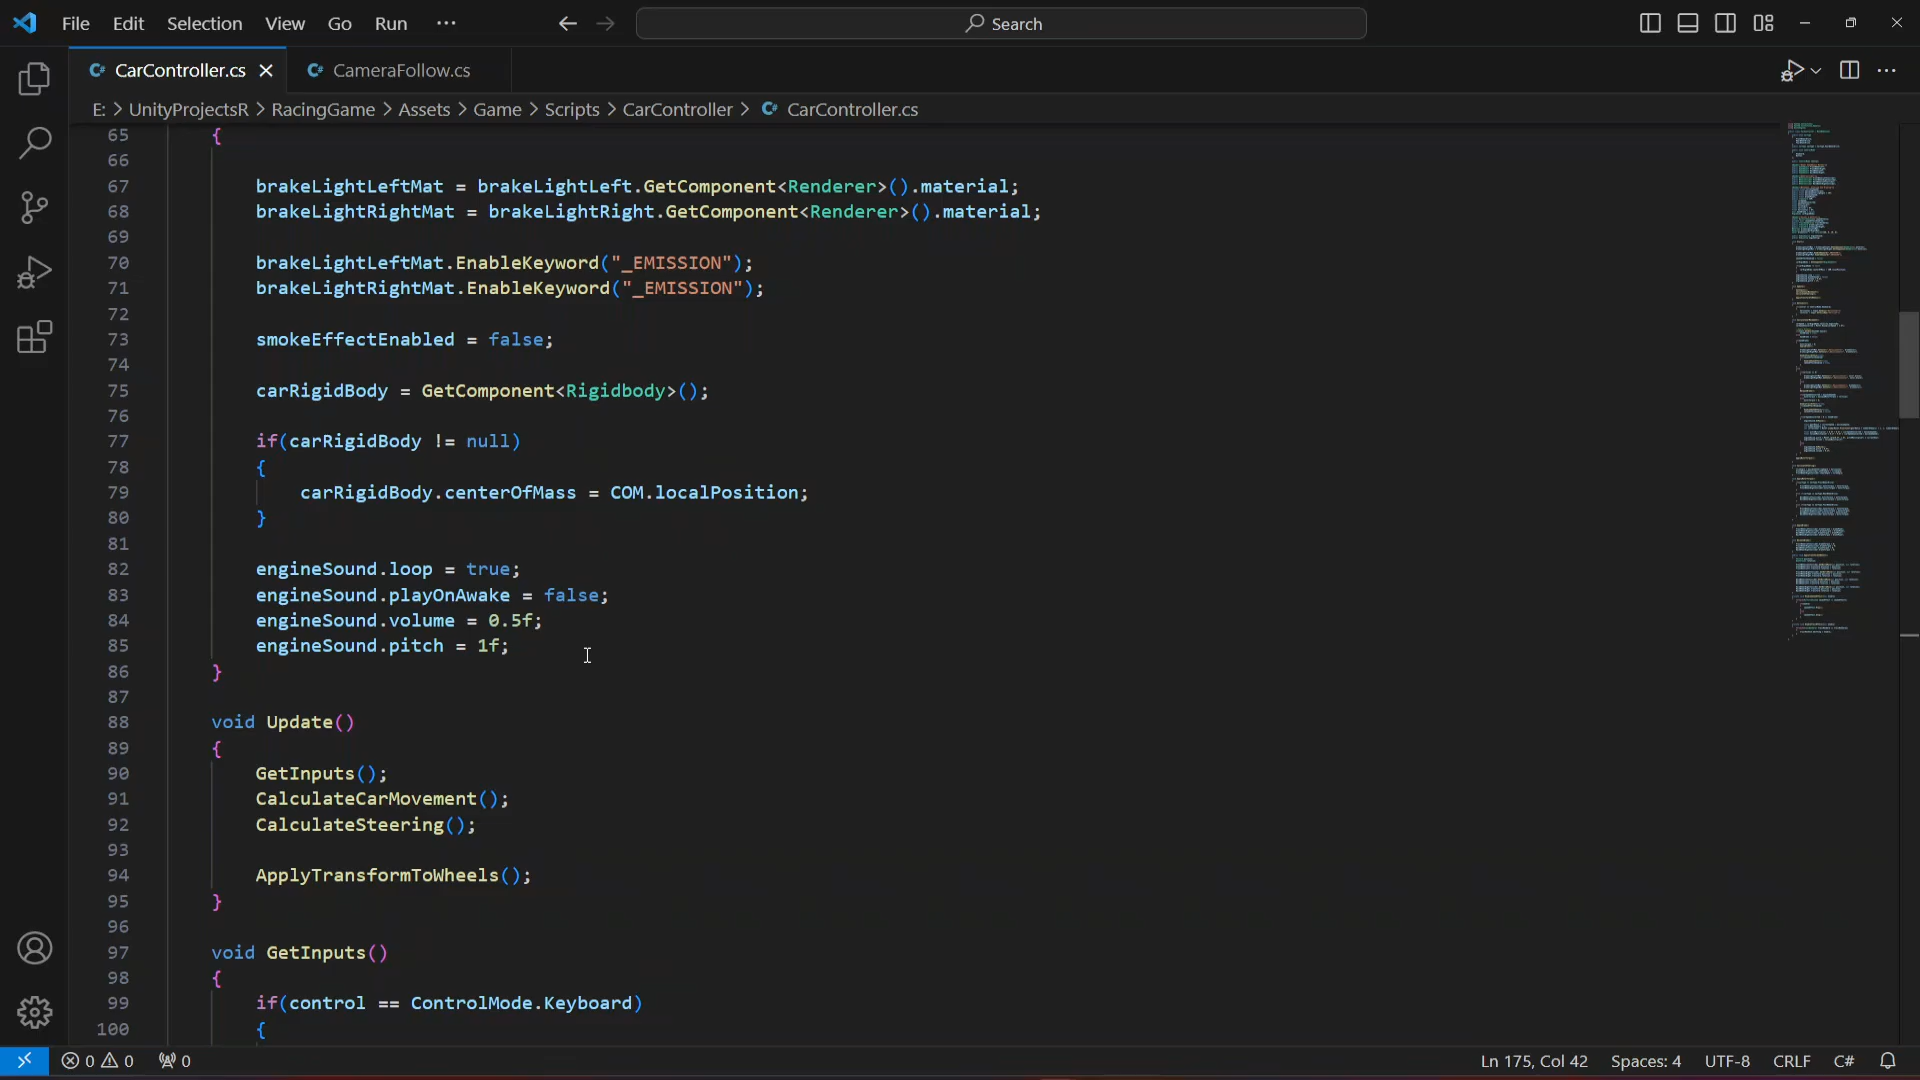 File Edit Selection View Go Run ··· Search
CarController.cs CameraFollow.cs
E: > UnityProjectsR > RacingGame > Assets > Game > Scripts > CarController > CarController.cs
65 {
66
67 brakeLightLeftMat = brakeLightLeft.GetComponent<Renderer>().material;
68 brakeLightRightMat = brakeLightRight.GetComponent<Renderer>().material;
69
70 brakeLightLeftMat.EnableKeyword("_EMISSION");
71 brakeLightRightMat.EnableKeyword("_EMISSION");
72
73 smokeEffectEnabled = false;
74
75 carRigidBody = GetComponent<Rigidbody>();
76
77 if(carRigidBody != null)
78 {
79 carRigidBody.centerOfMass = COM.localPosition;
80 }
81
82 engineSound.loop = true;
83 engineSound.playOnAwake = false;
84 engineSound.volume = 0.5f;
85 engineSound.pitch = 1f;
86 }
87
88 void Update()
89 {
90 GetInputs();
91 CalculateCarMovement();
92 CalculateSteering();
93
94 ApplyTransformToWheels();
95 }
96
97 void GetInputs()
98 {
99 if(control == ControlMode.Keyboard)
100 {
0 0 0 Ln 175, Col 42 Spaces: 4 UTF-8 CRLF C#